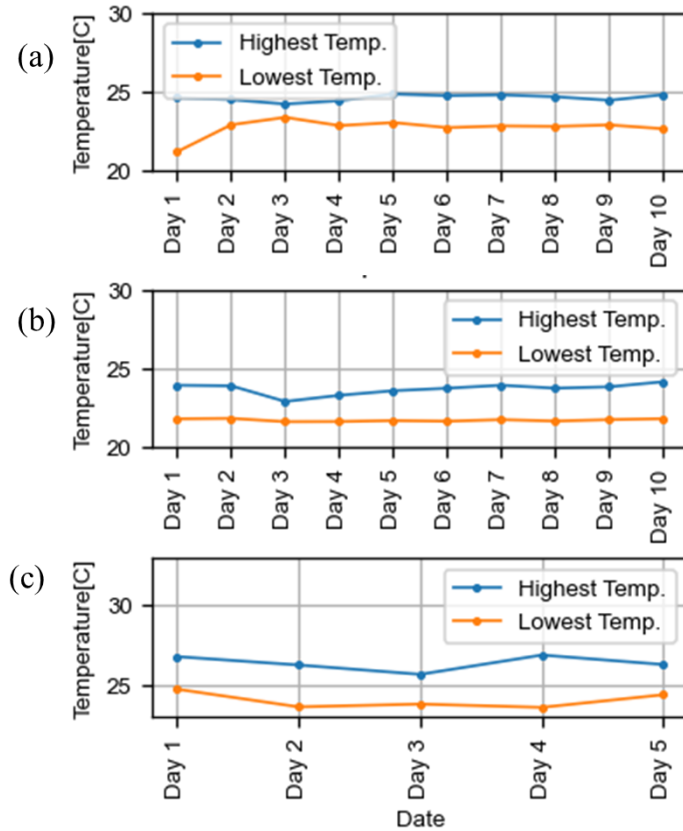 (a)
Temperature[C]
30
25
20
Highest Temp.
Lowest Temp.
Day 1
Day 2
Day 3
Day 4
Day 5
Day 6
Day 7
Day 8
Day 9
Day 10
(b)
Temperature[C]
30
25
20
Highest Temp.
Lowest Temp.
Day 1
Day 2
Day 3
Day 4
Day 5
Day 6
Day 7
Day 8
Day 9
Day 10
(c)
Temperature[C]
30
25
Highest Temp.
Lowest Temp.
Day 1
Day 2
Day 3
Day 4
Day 5
Date